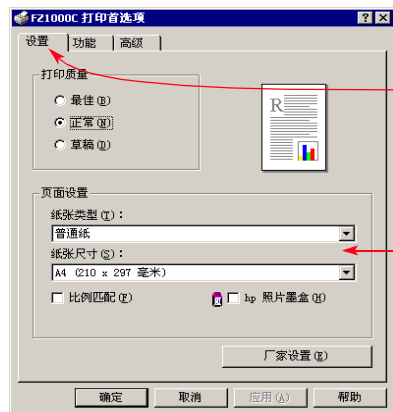 FZ1000C 打印首选项
设置 功能 高级
打印质量
最佳(B)
正常(N)
草稿(Q)
R
页面设置
纸张类型(T):
普通纸
纸张尺寸(S):
A4 (210 x 297 毫米)
比例匹配(F) hp 照片墨盒(H)
厂家设置(E)
确定 取消 应用(A) 帮助